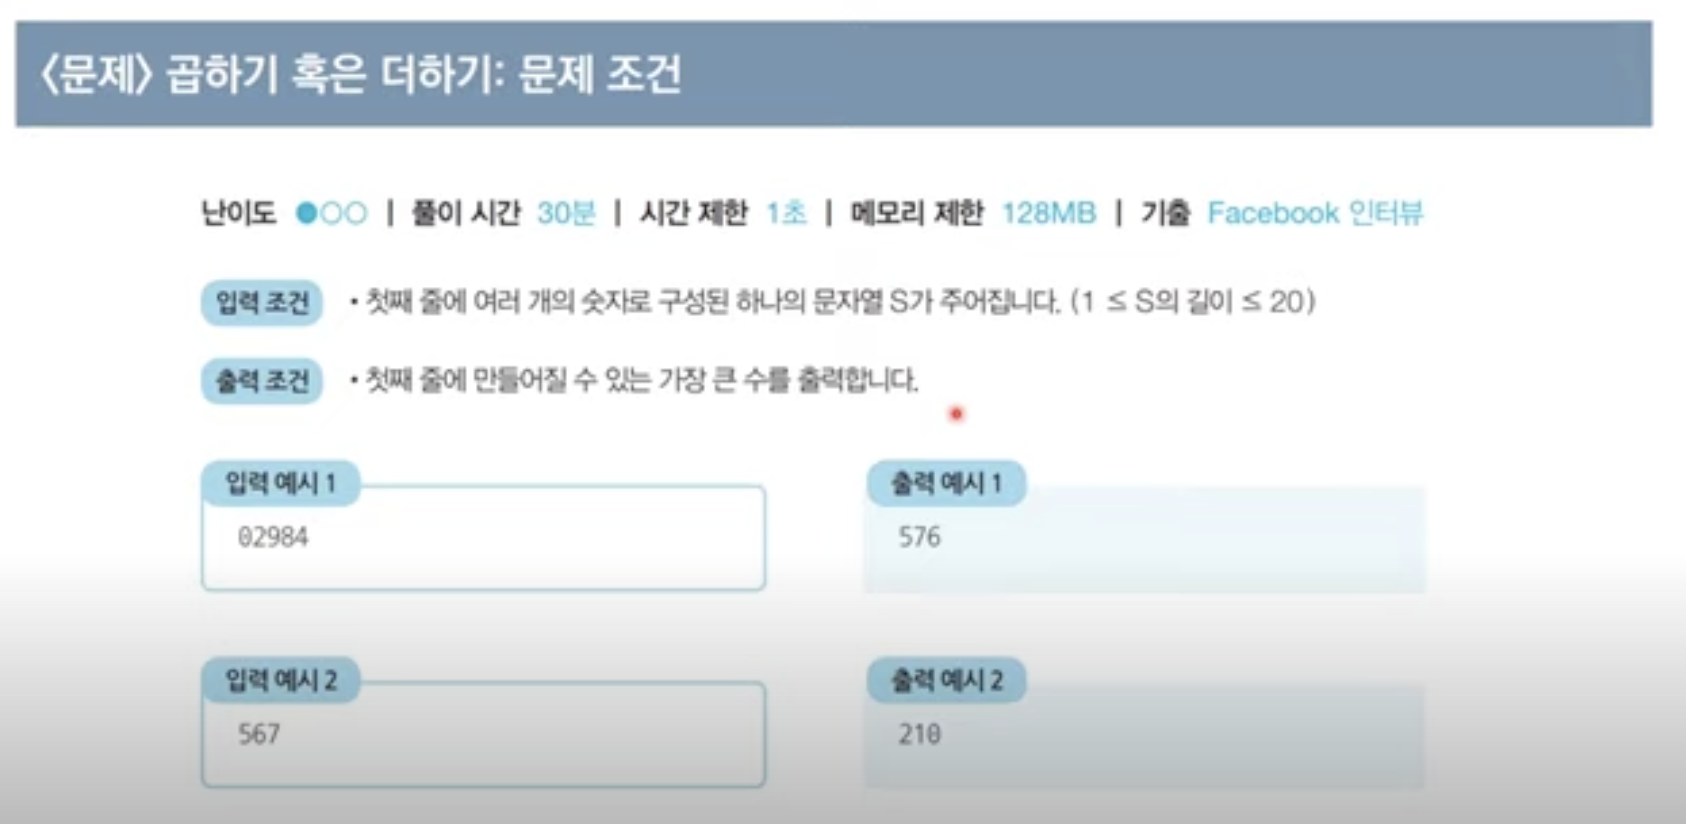 <문제> 곱하기 혹은 더하기: 문제 조건
난이도 ●○○ | 풀이 시간 30분 | 시간 제한 1초 | 메모리 제한 128MB | 기출 Facebook 인터뷰
입력 조건 • 첫째 줄에 여러 개의 숫자로 구성된 하나의 문자열 S가 주어집니다. (1 ≤ S의 길이 ≤ 20)
출력 조건 • 첫째 줄에 만들어질 수 있는 가장 큰 수를 출력합니다.
입력 예시 1
02984
출력 예시 1
576
입력 예시 2
567
출력 예시 2
210